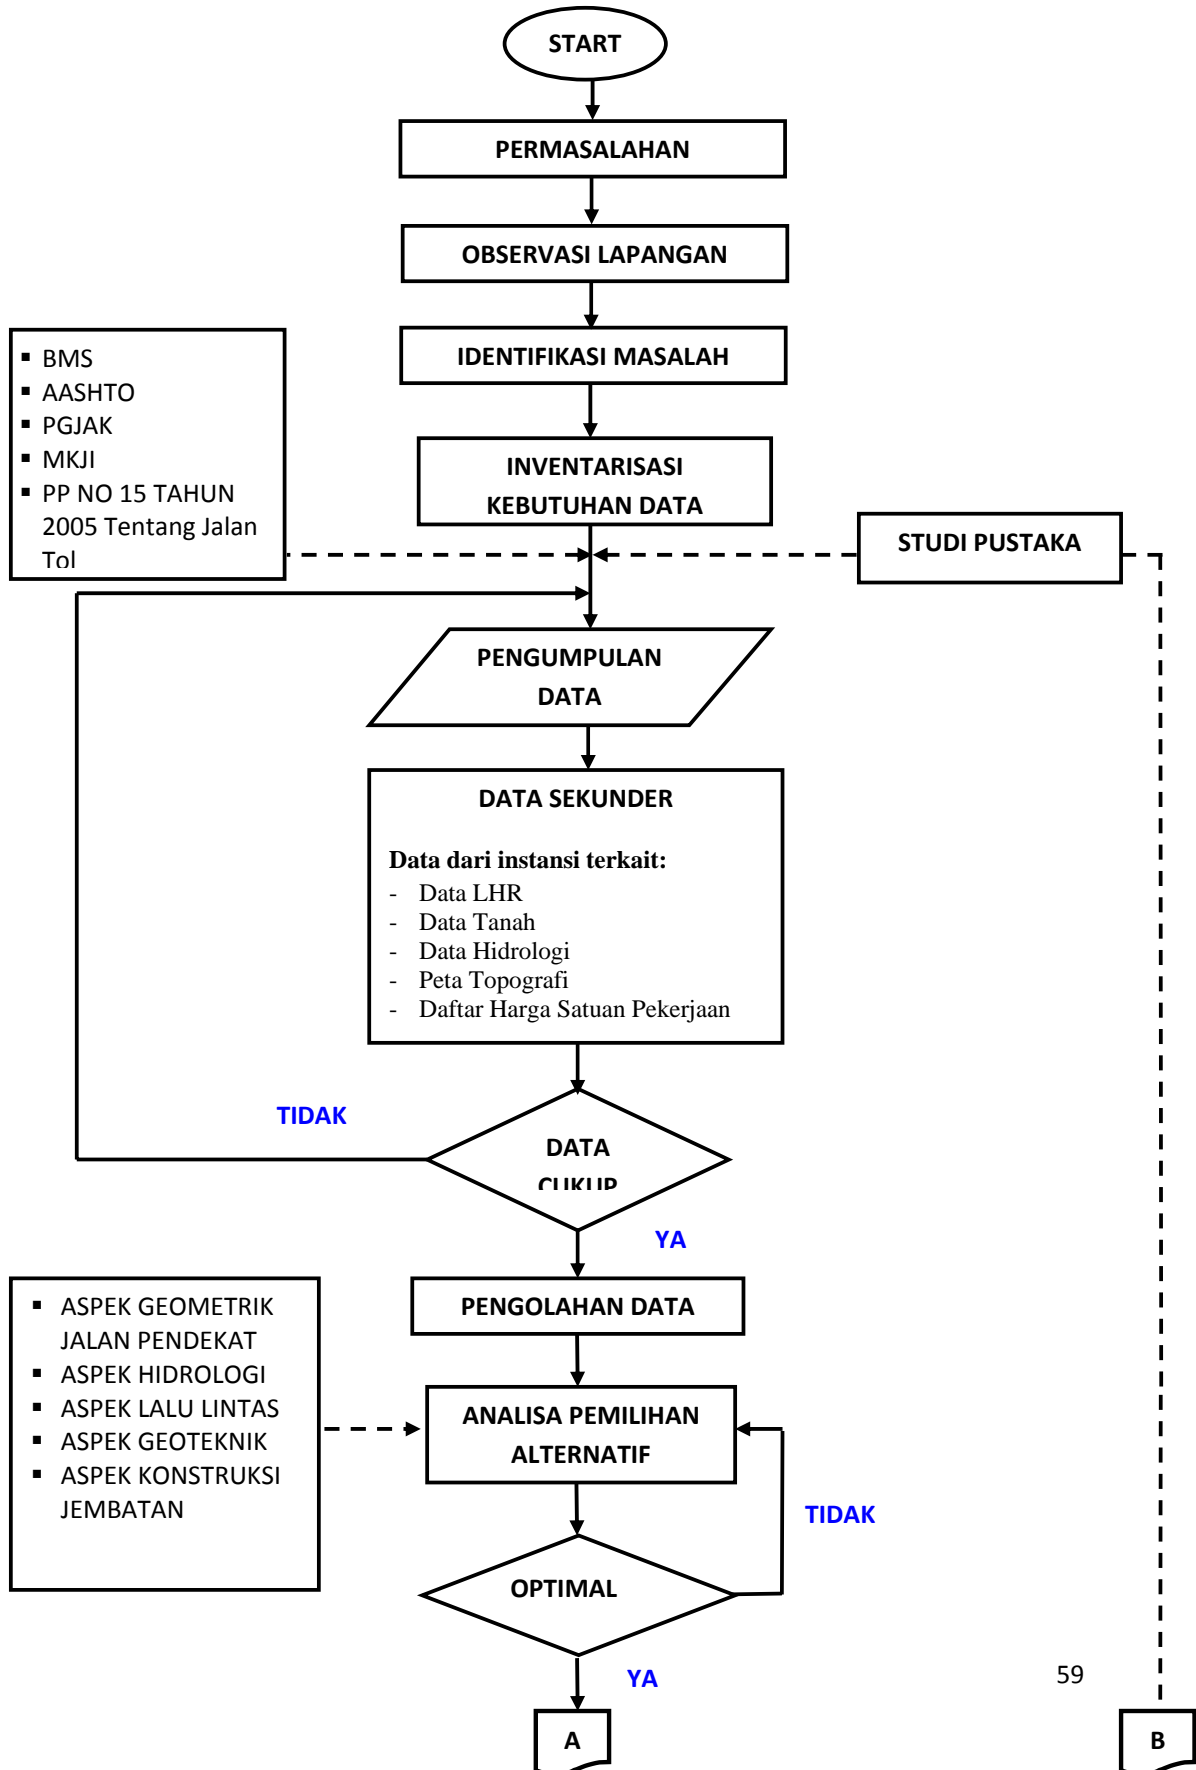 START
PERMASALAHAN
OBSERVASI LAPANGAN
IDENTIFIKASI MASALAH
▪ BMS
▪ AASHTO
▪ PGJAK
▪ MKJI
▪ PP NO 15 TAHUN
2005 Tentang Jalan
Tol
INVENTARISASI
KEBUTUHAN DATA
STUDI PUSTAKA
PENGUMPULAN
DATA
DATA SEKUNDER
Data dari instansi terkait:
- Data LHR
- Data Tanah
- Data Hidrologi
- Peta Topografi
- Daftar Harga Satuan Pekerjaan
TIDAK
DATA
CUKUP
YA
PENGOLAHAN DATA
▪ ASPEK GEOMETRIK
JALAN PENDEKAT
▪ ASPEK HIDROLOGI
▪ ASPEK LALU LINTAS
▪ ASPEK GEOTEKNIK
▪ ASPEK KONSTRUKSI
JEMBATAN
ANALISA PEMILIHAN
ALTERNATIF
TIDAK
OPTIMAL
YA
59
A
B